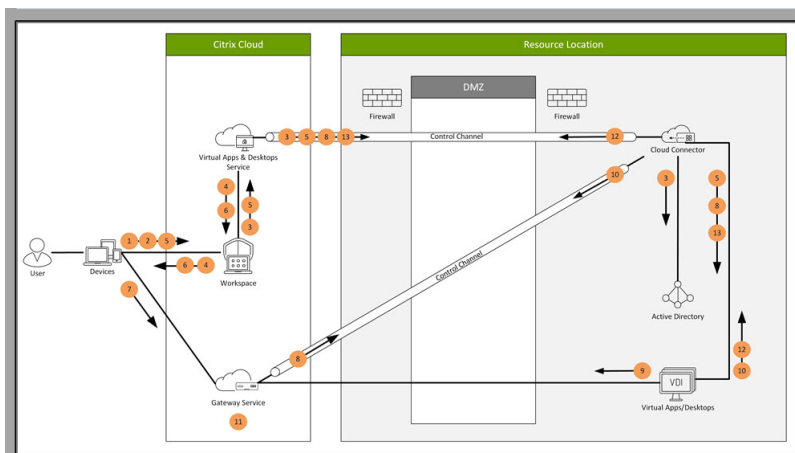 Citrix Cloud
Resource Location
DMZ
Firewall
Firewall
3 5 8 13
Control Channel
12
Virtual Apps & Desktops
Service
Cloud Connector
4
6
5
3
10
3
5
8
13
1 2 5
Control Channel
User
Devices
6 4
Workspace
7
Active Directory
8
12
10
9
VDI
Gateway Service
Virtual Apps/Desktops
11